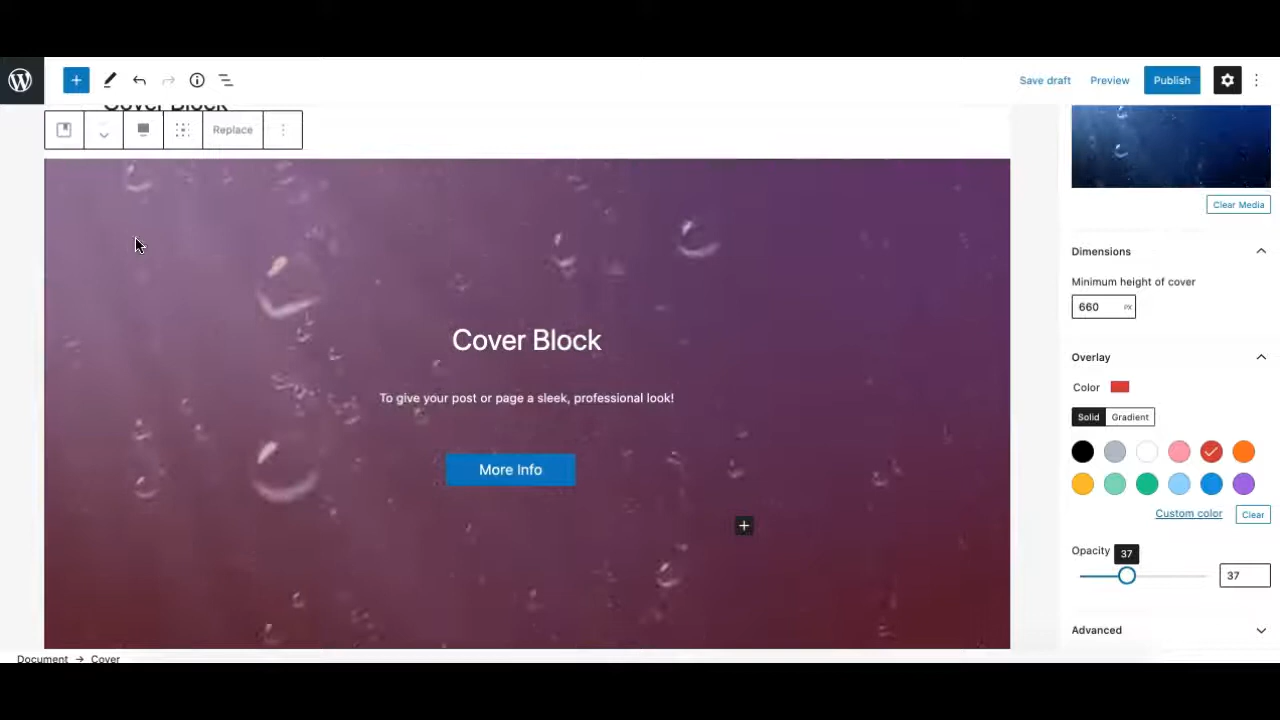 Save draft
Preview
Publish
Cover Block
Replace
Clear Media
Dimensions
Minimum height of cover
660 PX
Overlay
Color
Solid Gradient
Custom color
Clear
Opacity
37
37
Advanced
Cover Block
To give your post or page a sleek, professional look!
More Info
Document → Cover